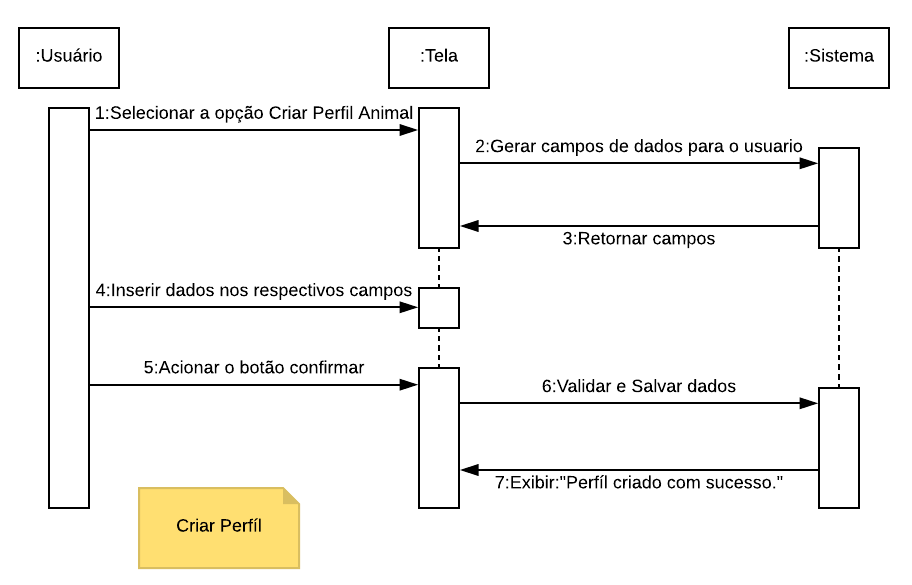 :Usuário
:Tela
:Sistema
1:Selecionar a opção Criar Perfil Animal
2:Gerar campos de dados para o usuario
3:Retornar campos
4:Inserir dados nos respectivos campos
5:Acionar o botão confirmar
6:Validar e Salvar dados
7:Exibir:"Perfíl criado com sucesso."
Criar Perfíl